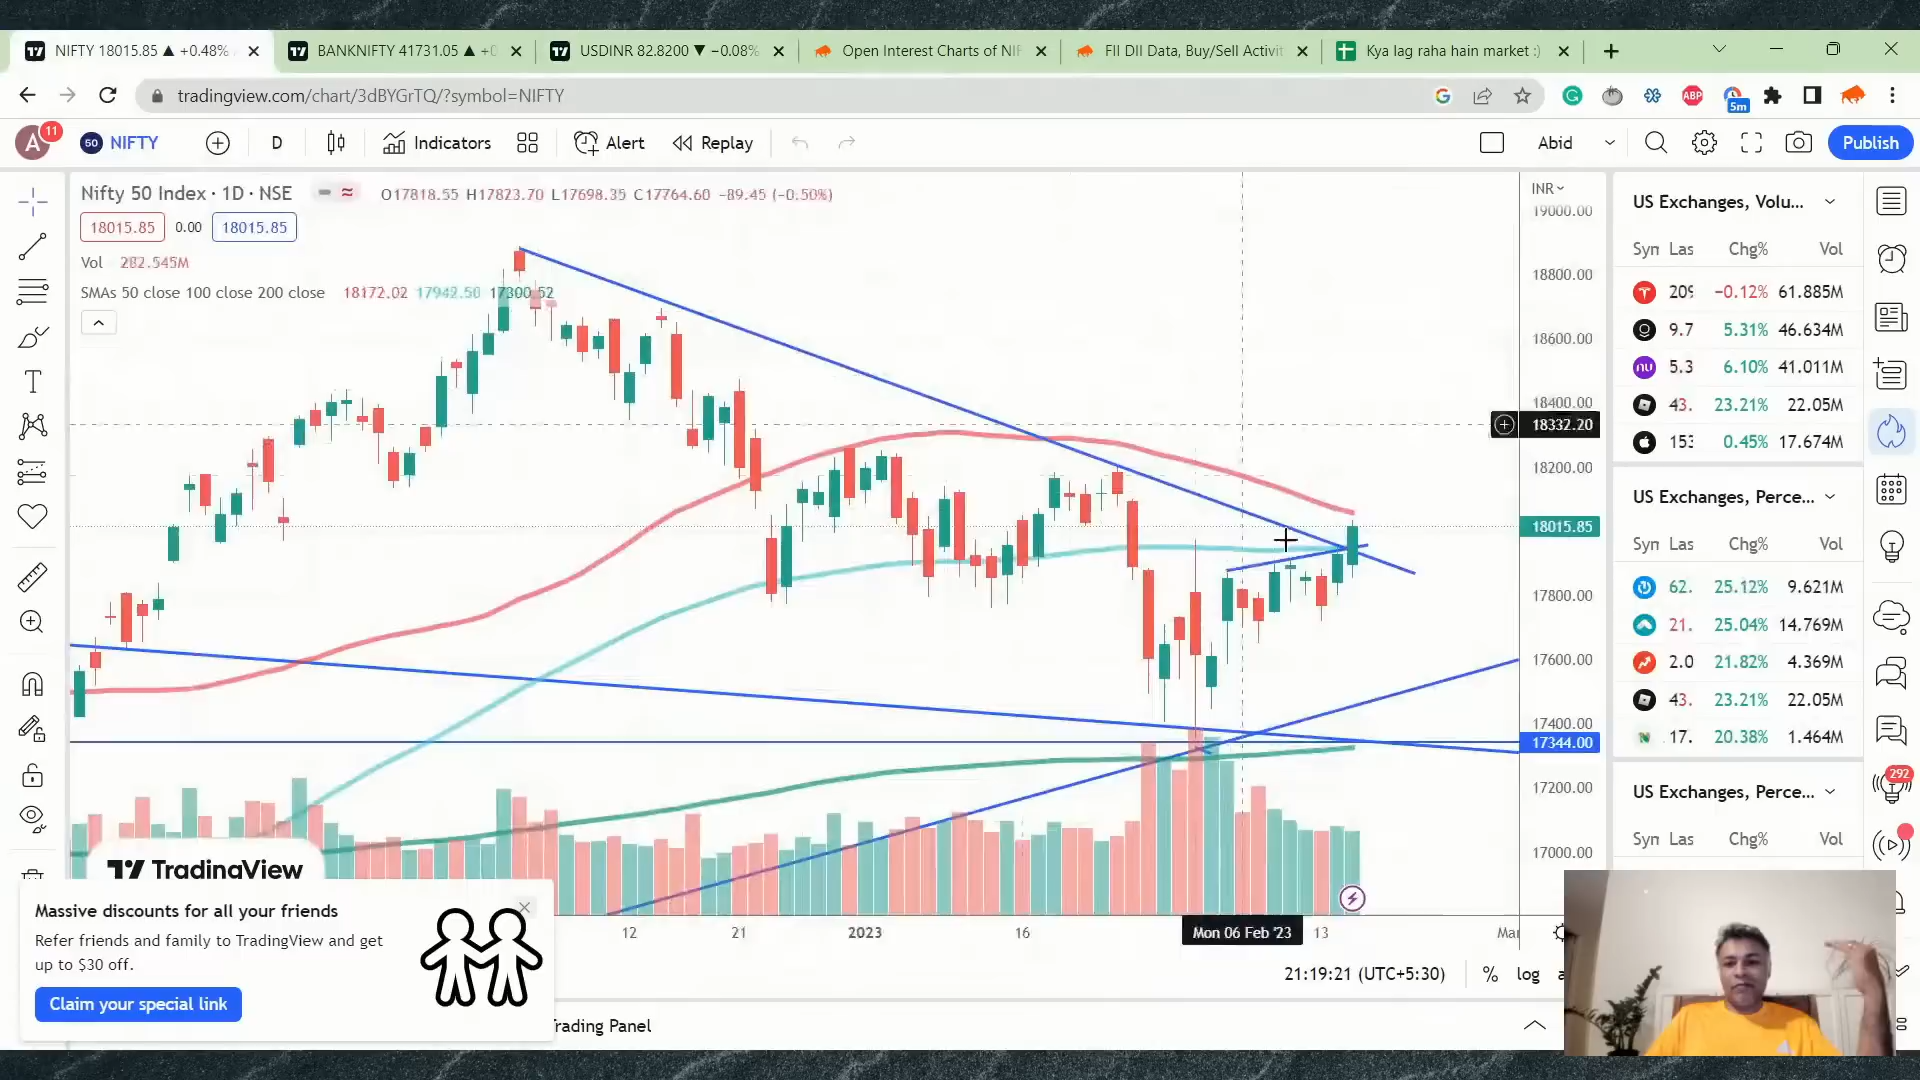 NIFTY 18015.85 ▲ +0.48%
BANKNIFTY 41731.05 ▲ +0
USDINR 82.8200 ▼ −0.08%
Open Interest Charts of NIF
FII DII Data, Buy/Sell Activit
Kya lag raha hain market :)
tradingview.com/chart/3dBYGrTQ/?symbol=NIFTY
ABP
5m
A
11
50
NIFTY
D
Indicators
Alert
Replay
Abid
Publish
Nifty 50 Index · 1D · NSE
O17818.55 H17823.70 L17698.35 C17764.60 −89.45 (−0.50%)
18015.85 0.00 18015.85
Vol 282.545M
SMAs 50 close 100 close 200 close 18172.02 17942.50 17300.52
INR
19000.00
18800.00
18600.00
18400.00
18332.20
18200.00
18015.85
17800.00
17600.00
17400.00
17344.00
17200.00
17000.00
US Exchanges, Volu...
Syn Las Chg% Vol
209 −0.12% 61.885M
9.7 5.31% 46.634M
nu 5.3 6.10% 41.011M
43. 23.21% 22.05M
153 0.45% 17.674M
US Exchanges, Perce...
Syn Las Chg% Vol
62. 25.12% 9.621M
21. 25.04% 14.769M
2.0 21.82% 4.369M
43. 23.21% 22.05M
17. 20.38% 1.464M
US Exchanges, Perce...
Syn Las Chg% Vol
292
TradingView
Massive discounts for all your friends
Refer friends and family to TradingView and get
up to $30 off.
Claim your special link
12
21
2023
16
Mon 06 Feb '23
13
Mar
21:19:21 (UTC+5:30)
%
log
a
Trading Panel